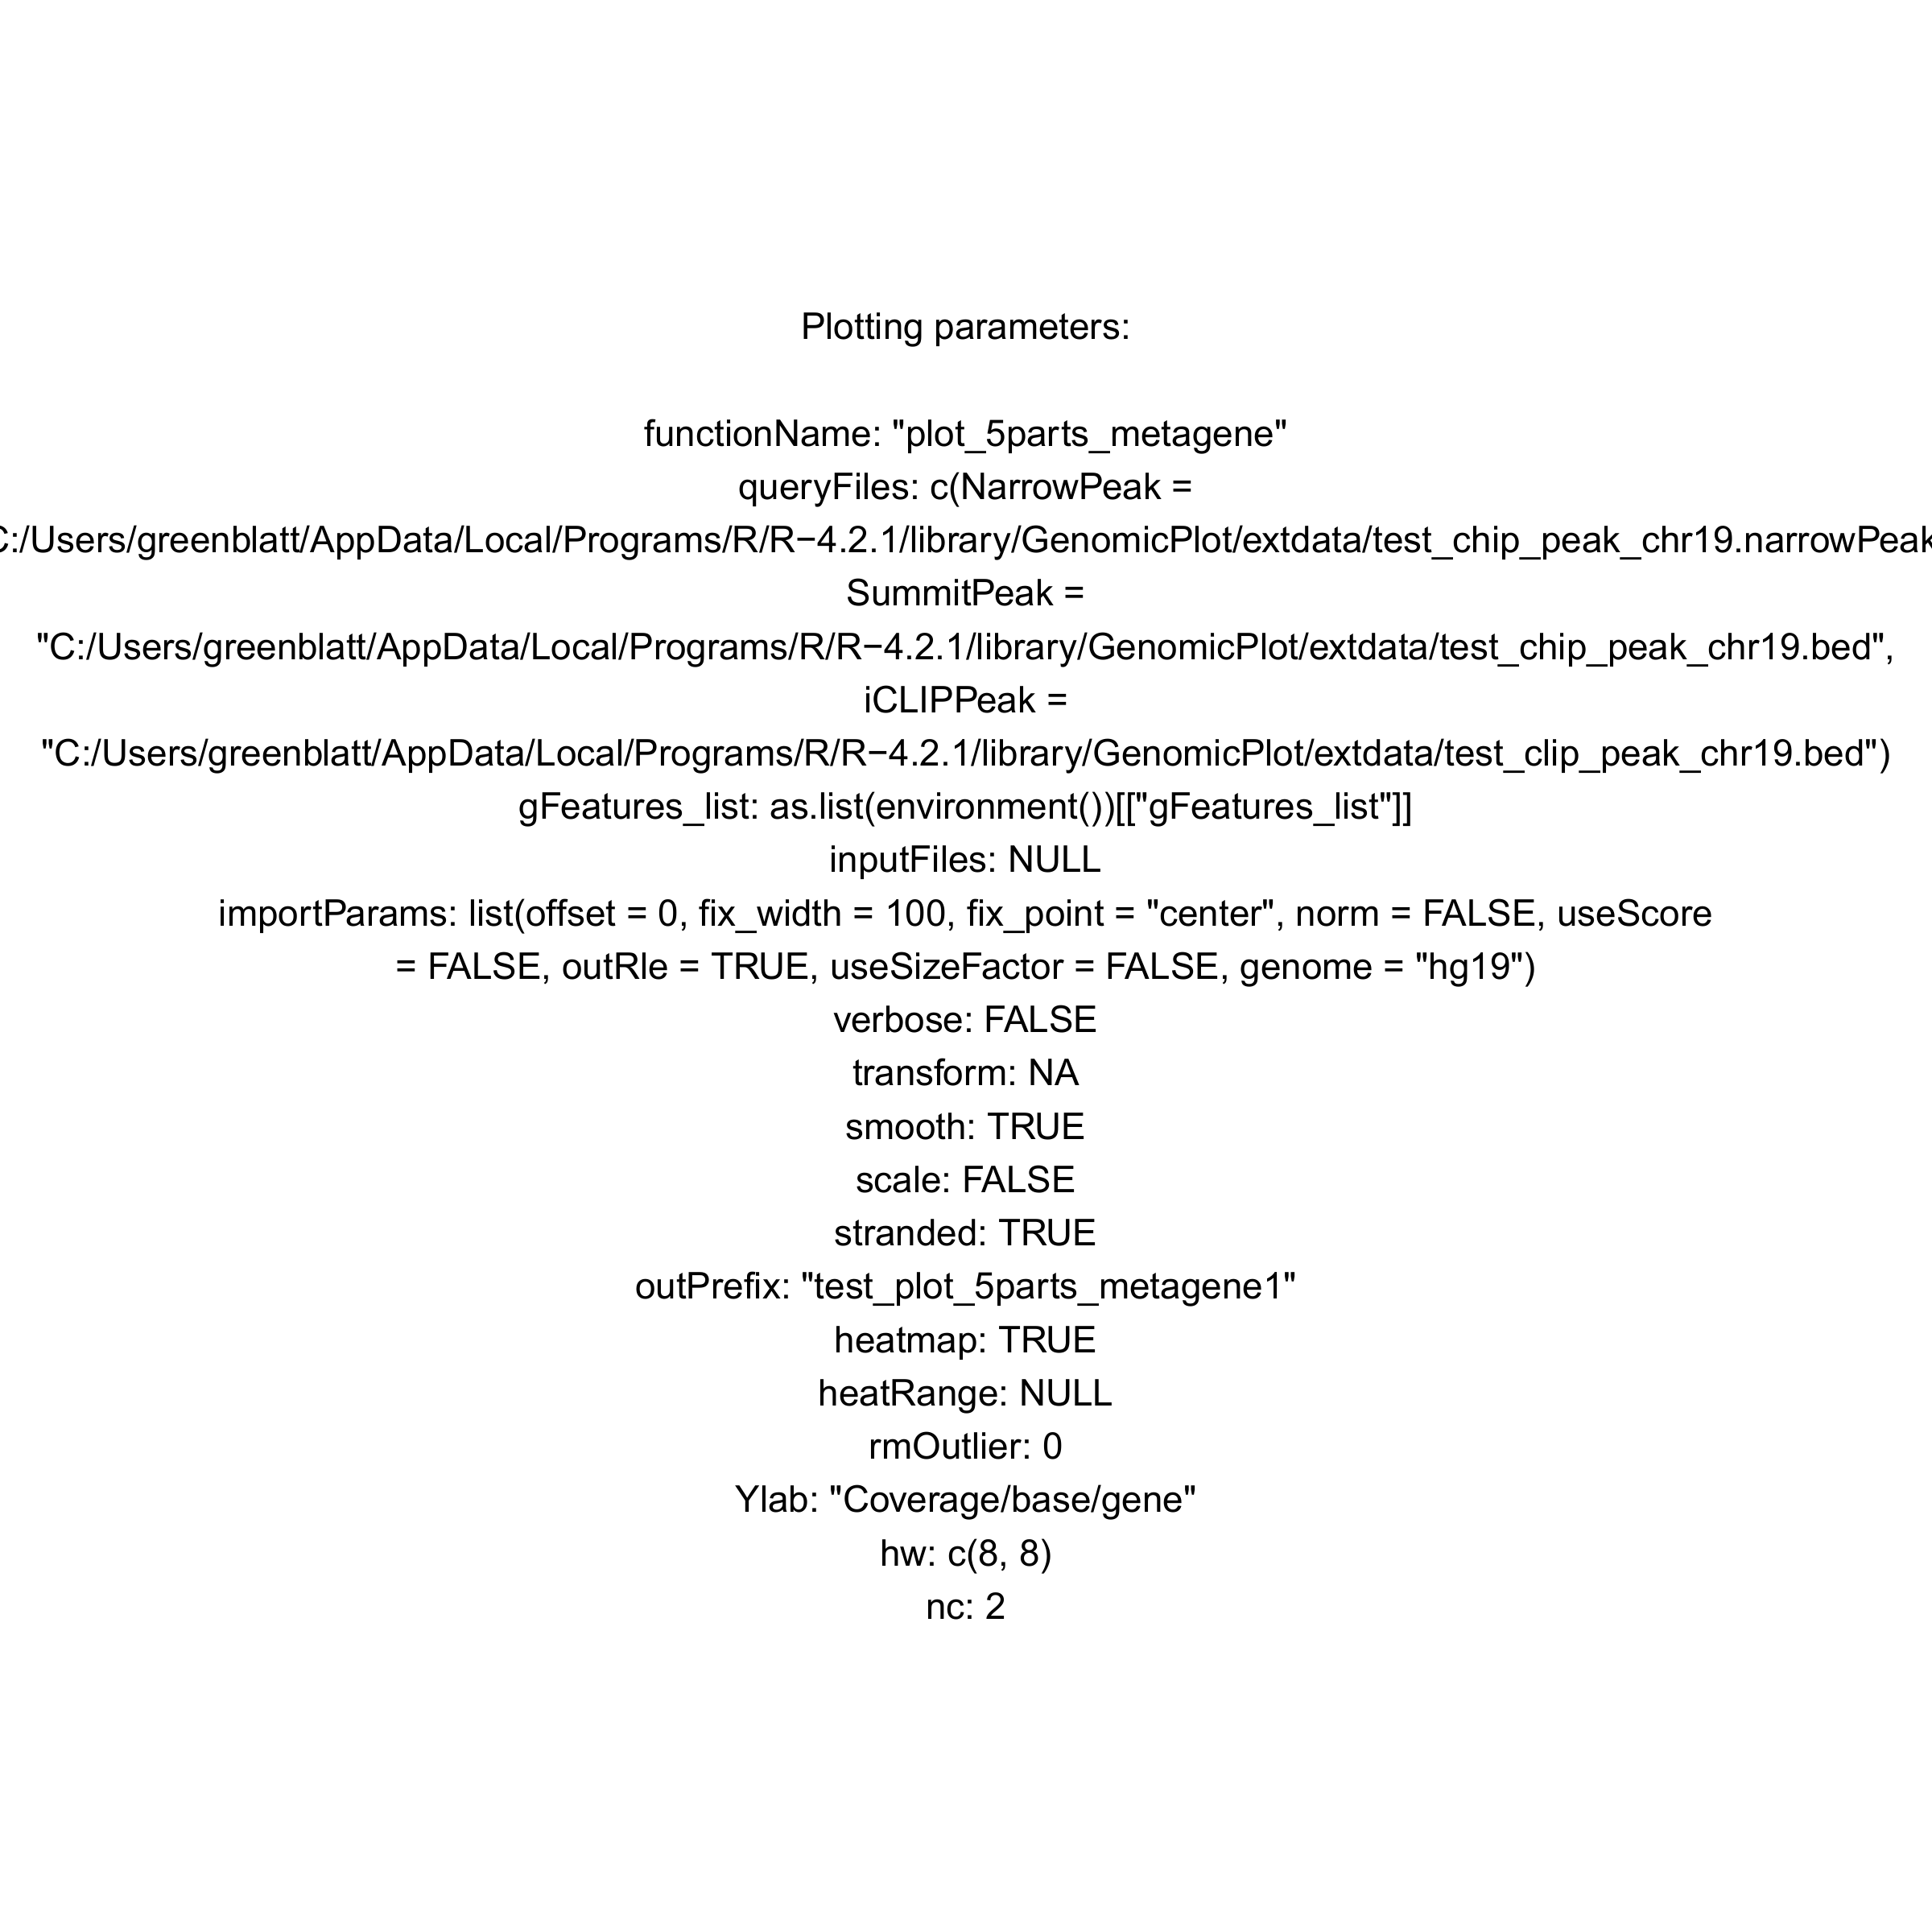 Plotting parameters:
functionName: "plot_5parts_metagene"
queryFiles: c(NarrowPeak =
C:/Users/greenblatt/AppData/Local/Programs/R/R−4.2.1/library/GenomicPlot/extdata/test_chip_peak_chr19.narrowPeak
SummitPeak =
"C:/Users/greenblatt/AppData/Local/Programs/R/R−4.2.1/library/GenomicPlot/extdata/test_chip_peak_chr19.bed",
iCLIPPeak =
"C:/Users/greenblatt/AppData/Local/Programs/R/R−4.2.1/library/GenomicPlot/extdata/test_clip_peak_chr19.bed")
gFeatures_list: as.list(environment())[["gFeatures_list"]]
inputFiles: NULL
importParams: list(offset = 0, fix_width = 100, fix_point = "center", norm = FALSE, useScore
= FALSE, outRle = TRUE, useSizeFactor = FALSE, genome = "hg19")
verbose: FALSE
transform: NA
smooth: TRUE
scale: FALSE
stranded: TRUE
outPrefix: "test_plot_5parts_metagene1"
heatmap: TRUE
heatRange: NULL
rmOutlier: 0
Ylab: "Coverage/base/gene"
hw: c(8, 8)
nc: 2